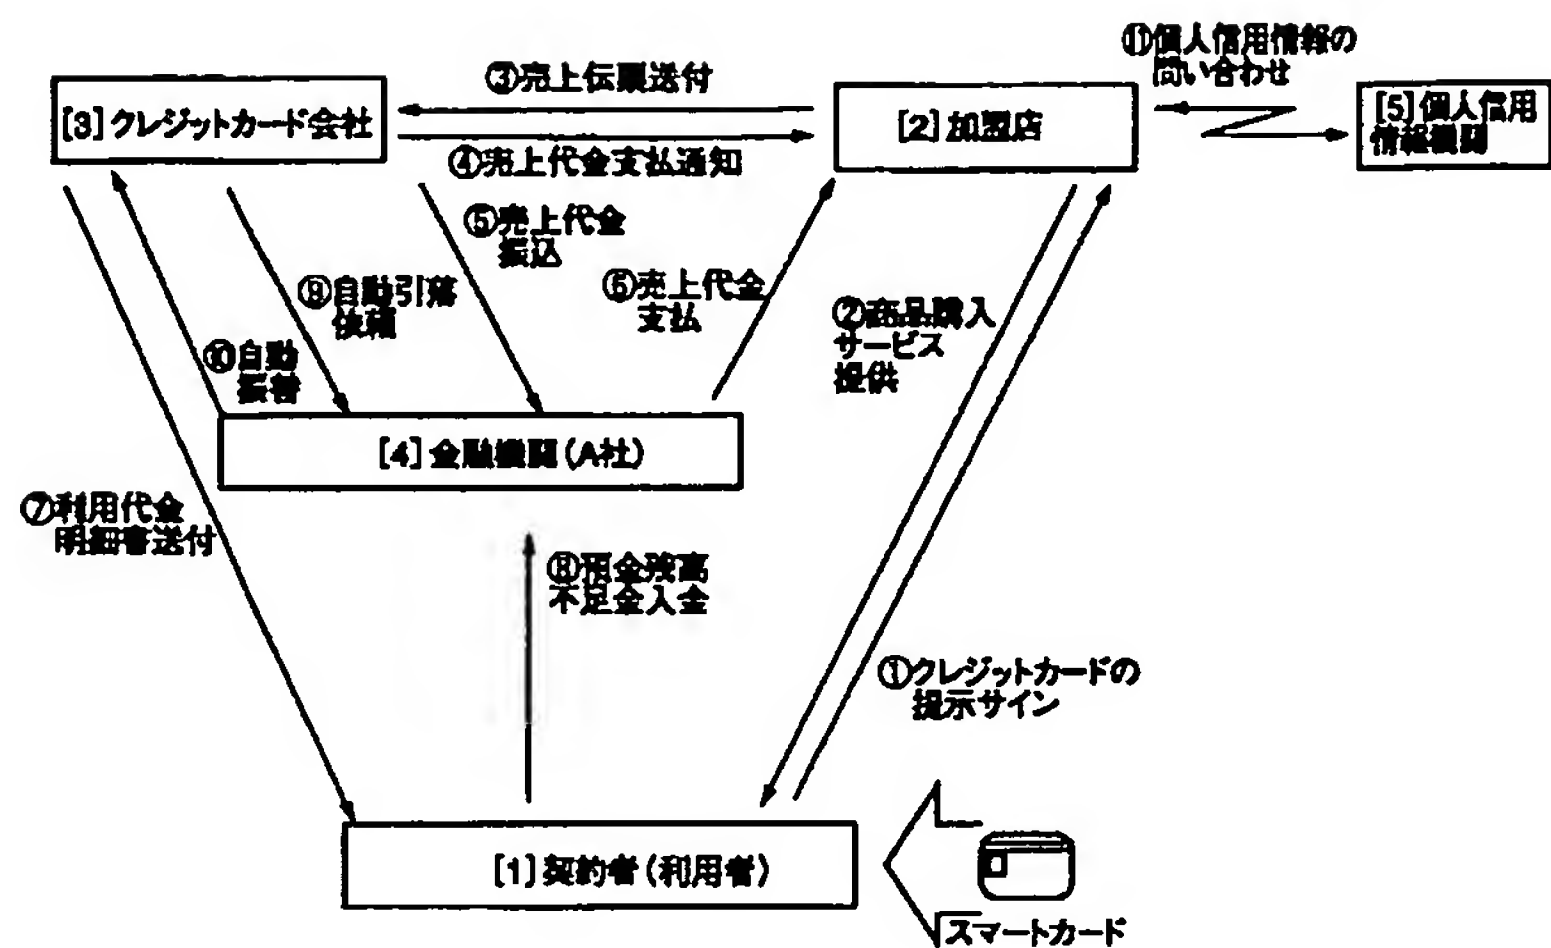 ⑪個人信用情報の
問い合わせ
③売上伝票送付
[3]クレジットカード会社
[2]加盟店
[5]個人信用
情報機関
④売上代金支払通知
⑤売上代金
振込
⑨自動引落
依頼
⑥売上代金
支払
②商品購入
サービス
提供
⑩自動
振替
[4]金融機関(A社)
⑦利用代金
明細書送付
⑧預金残高
不足金入金
①クレジットカードの
提示サイン
[1]契約者(利用者)
スマートカード